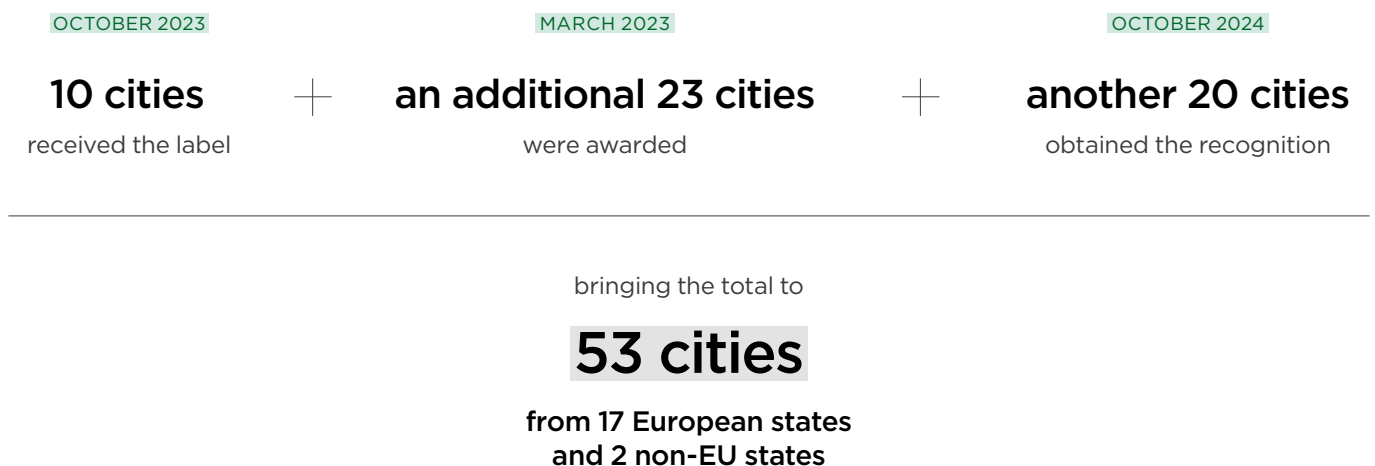 OCTOBER 2023
10 cities
received the label
MARCH 2023
an additional 23 cities
were awarded
OCTOBER 2024
another 20 cities
obtained the recognition
bringing the total to
53 cities
from 17 European states
and 2 non-EU states